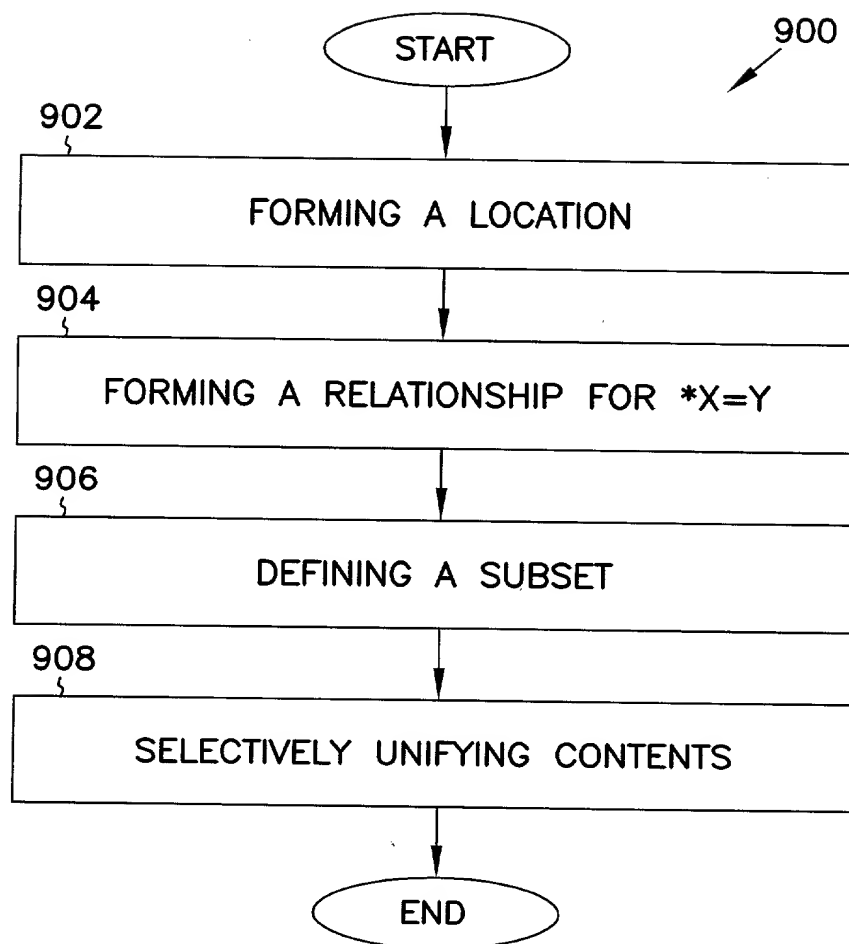 START
900
902
FORMING A LOCATION
904
FORMING A RELATIONSHIP FOR *X=Y
906
DEFINING A SUBSET
908
SELECTIVELY UNIFYING CONTENTS
END